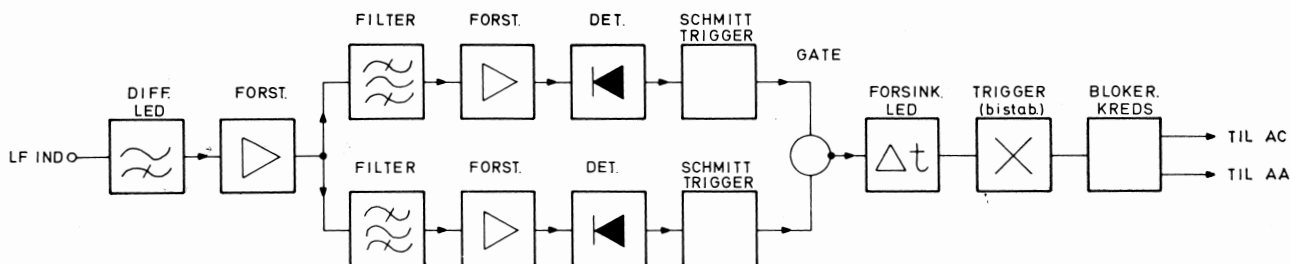 FILTER
FORST.
DET.
SCHMITT
TRIGGER
GATE
DIFF.
LED
FORST.
FORSINK.
LED
TRIGGER
(bistab.)
BLOKER.
KREDS
LF IND
Δt
TIL AC
TIL AA
FILTER
FORST.
DET.
SCHMITT
TRIGGER